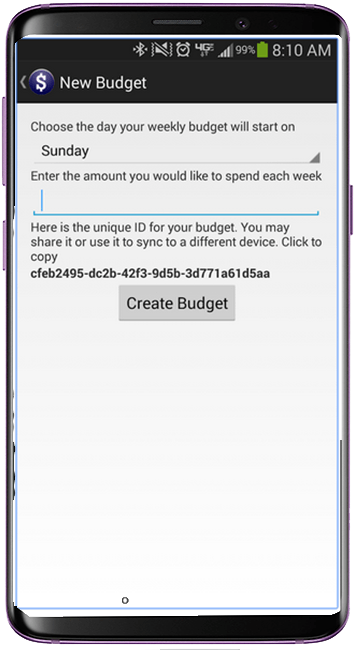 4G 99% 8:10 AM
$ New Budget
Choose the day your weekly budget will start on
Sunday
Enter the amount you would like to spend each week
Here is the unique ID for your budget. You may
share it or use it to sync to a different device. Click to
copy
cfeb2495-dc2b-42f3-9d5b-3d771a61d5aa
Create Budget